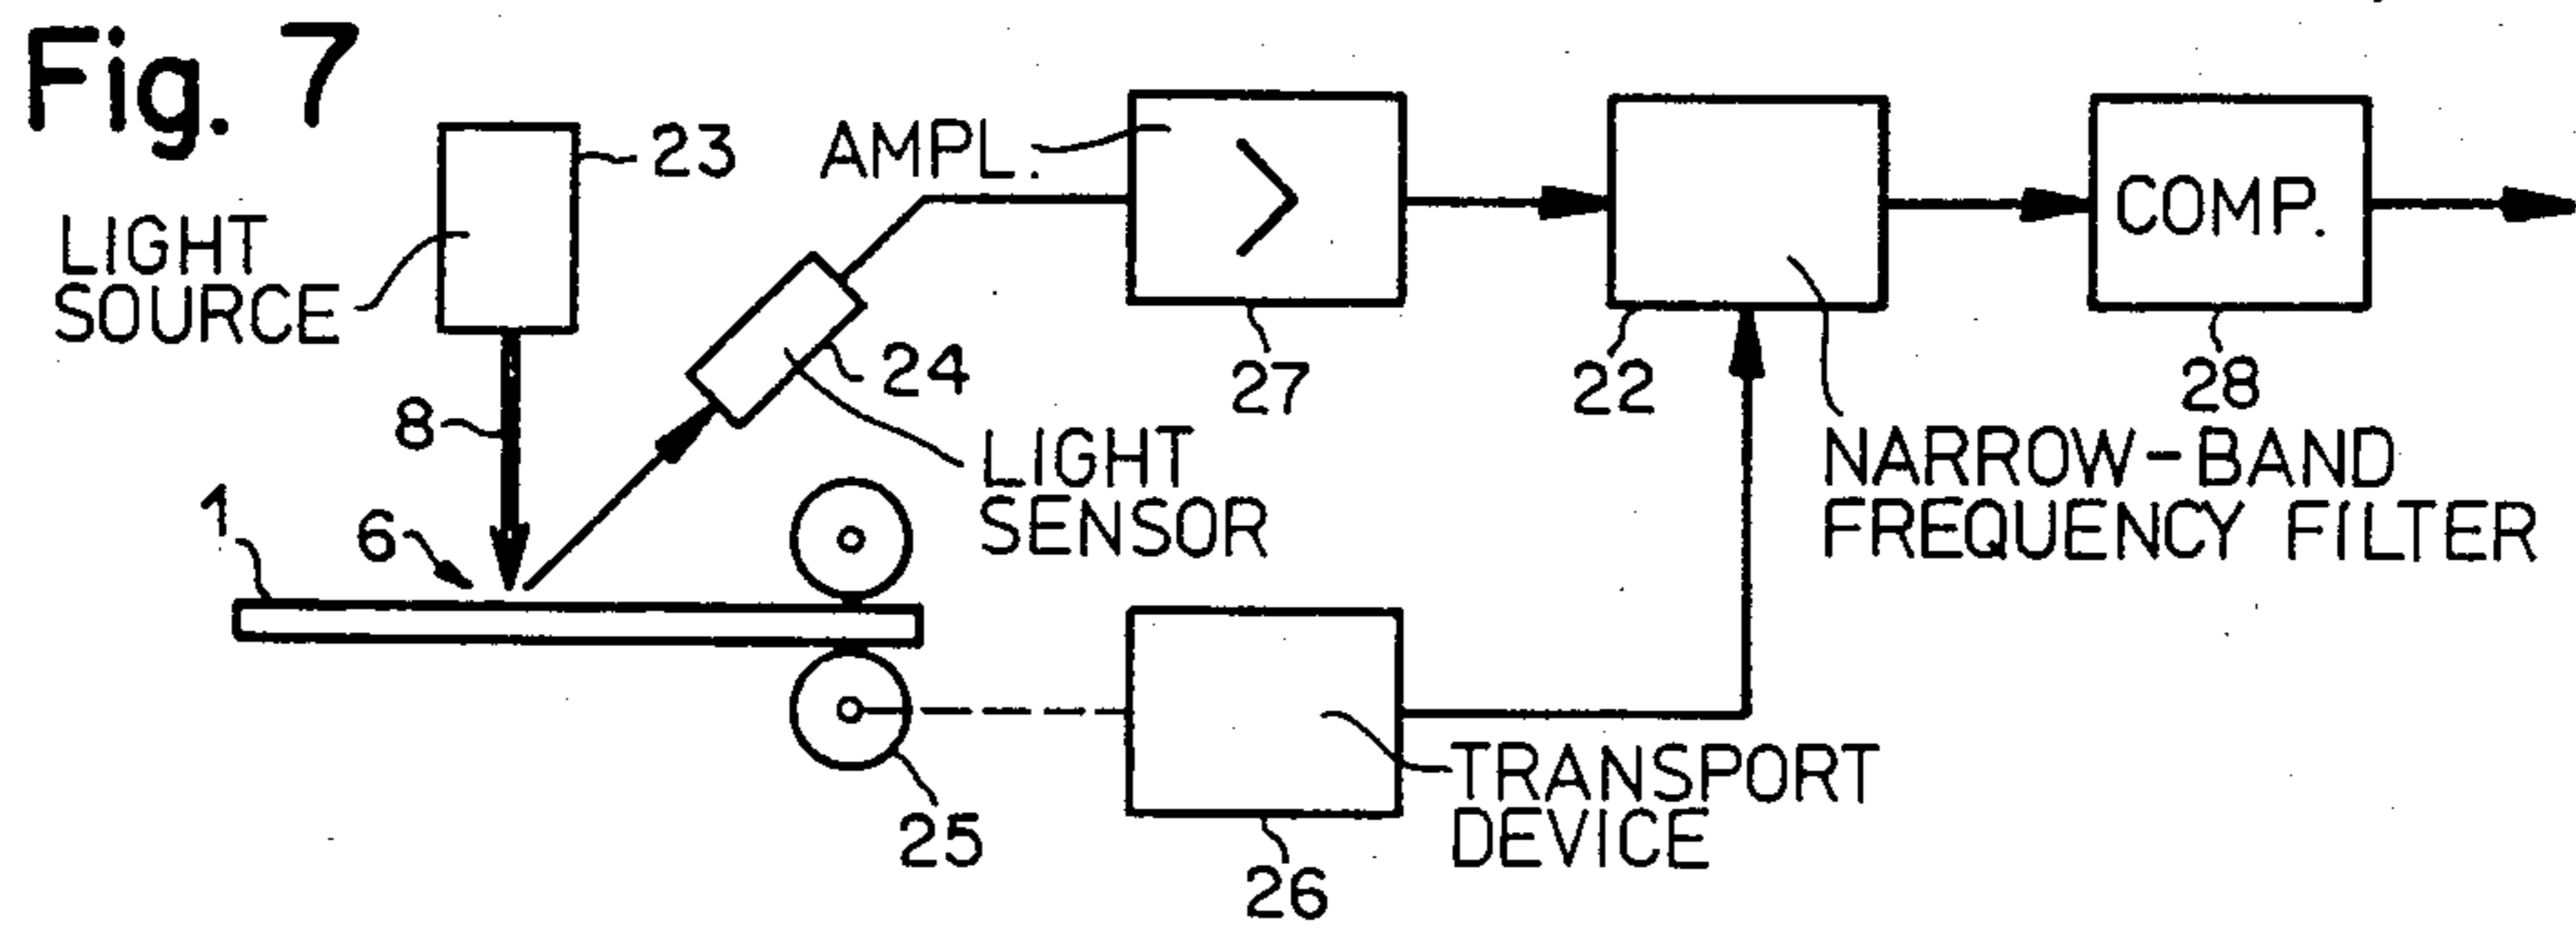 Fig. 7
23
AMPL.
LIGHT
SOURCE
COMP.
24
27
22
28
8
LIGHT
SENSOR
NARROW-BAND
FREQUENCY FILTER
1
6
TRANSPORT
DEVICE
25
26